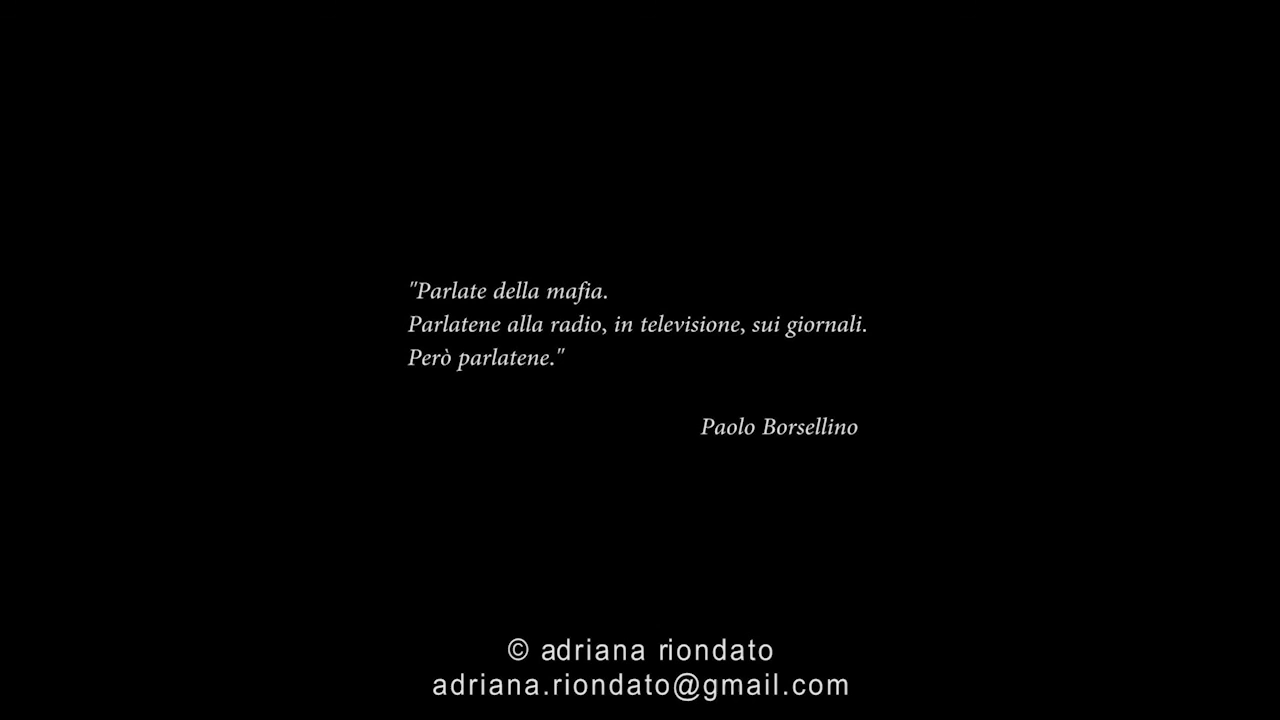 "Parlate della mafia.
Parlatene alla radio, in televisione, sui giornali.
Però parlatene."
Paolo Borsellino
© adriana riondato
adriana.riondato@gmail.com